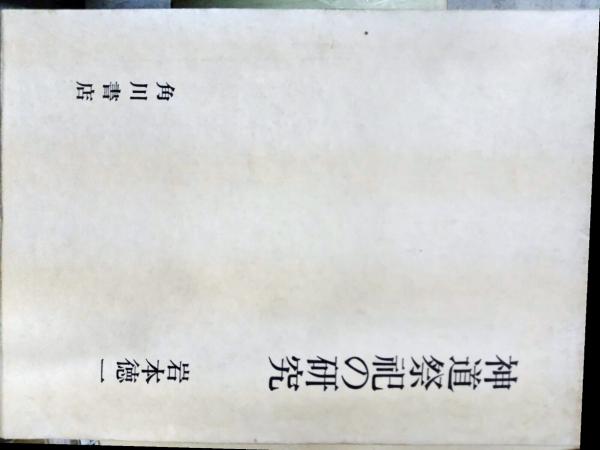 神道祭祀の研究
岩本徳一
角川書店